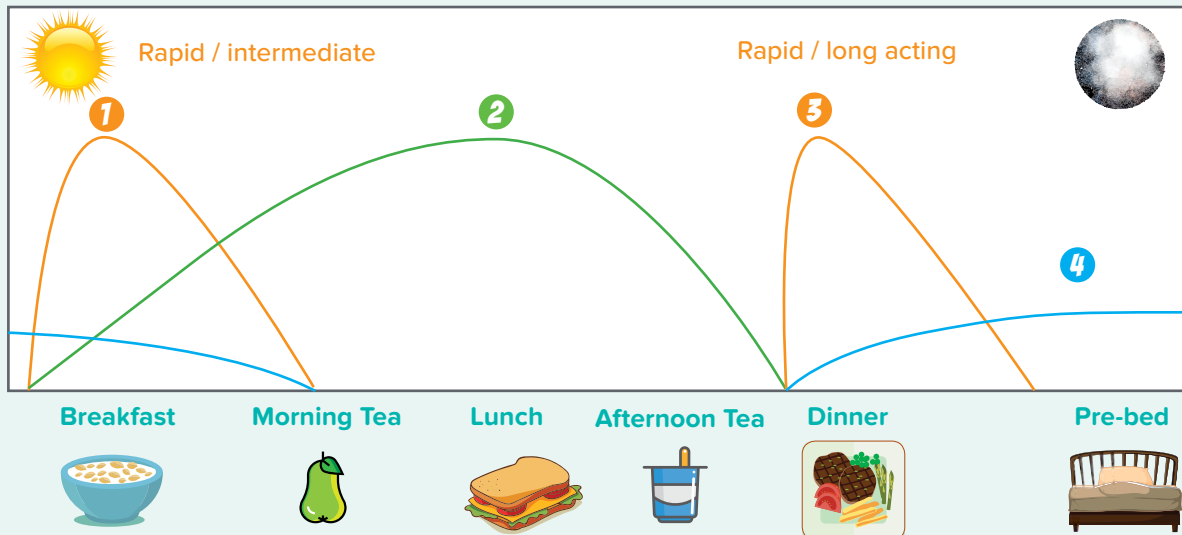 Rapid / intermediate
Rapid / long acting
1
2
3
4
Breakfast
Morning Tea
Lunch
Afternoon Tea
Dinner
Pre-bed